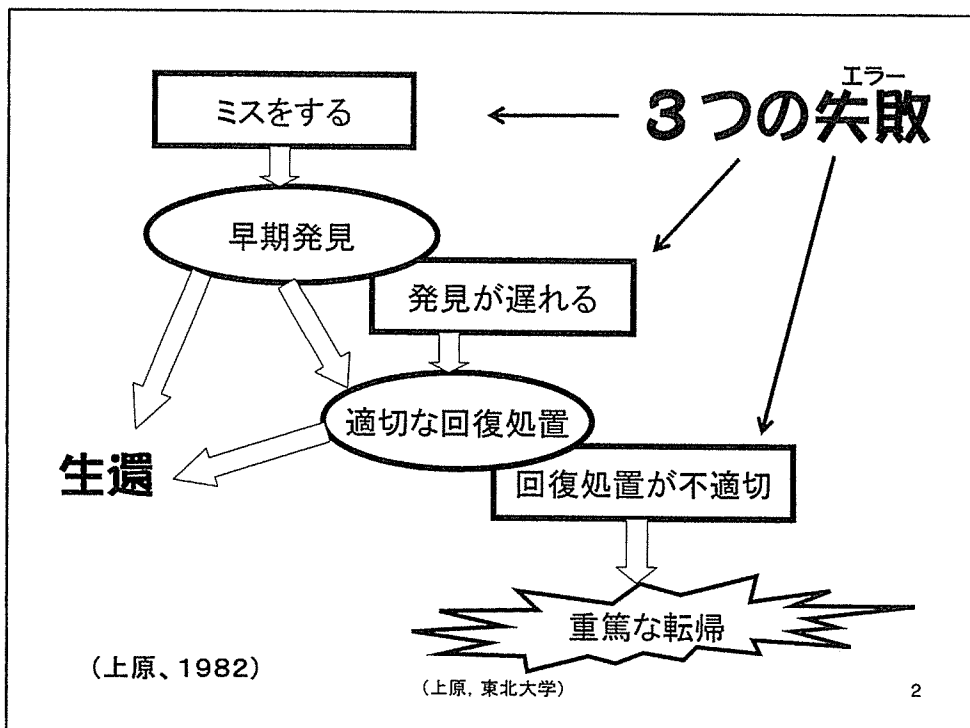 エラー
3つの失敗
ミスをする
早期発見
発見が遅れる
適切な回復処置
生還
回復処置が不適切
重篤な転帰
(上原、1982)
(上原, 東北大学)
2